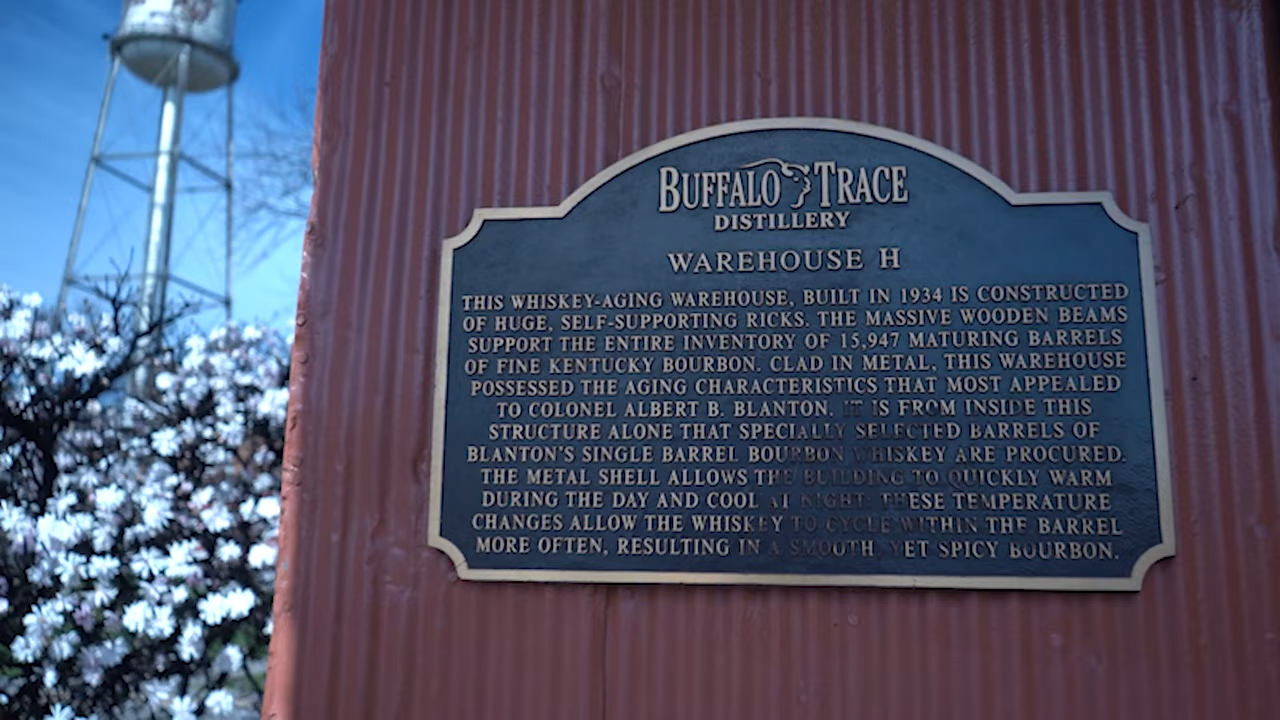 BUFFALO TRACE
DISTILLERY
WAREHOUSE H
THIS WHISKEY-AGING WAREHOUSE, BUILT IN 1934 IS CONSTRUCTED
OF HUGE, SELF-SUPPORTING RICKS. THE MASSIVE WOODEN BEAMS
SUPPORT THE ENTIRE INVENTORY OF 15,947 MATURING BARRELS
OF FINE KENTUCKY BOURBON. CLAD IN METAL, THIS WAREHOUSE
POSSESSED THE AGING CHARACTERISTICS THAT MOST APPEALED
TO COLONEL ALBERT B. BLANTON. IT IS FROM INSIDE THIS
STRUCTURE ALONE THAT SPECIALLY SELECTED BARRELS OF
BLANTON'S SINGLE BARREL BOURBON WHISKEY ARE PROCURED.
THE METAL SHELL ALLOWS THE BUILDING TO QUICKLY WARM
DURING THE DAY AND COOL AT NIGHT. THESE TEMPERATURE
CHANGES ALLOW THE WHISKEY TO CYCLE WITHIN THE BARREL
MORE OFTEN, RESULTING IN A SMOOTH, YET SPICY BOURBON.